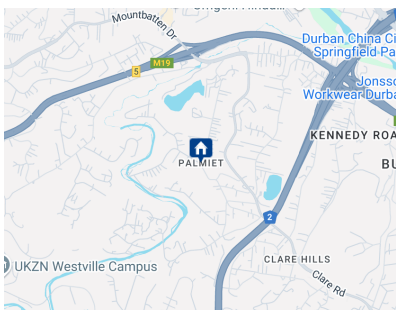 Mountbatten Dr
Durban China Ci
Springfield Pa
M19
5
Jonsso
Workwear Durba
KENNEDY ROA
PALMIET
BU
2
CLARE HILLS
UKZN Westville Campus
Clare Rd